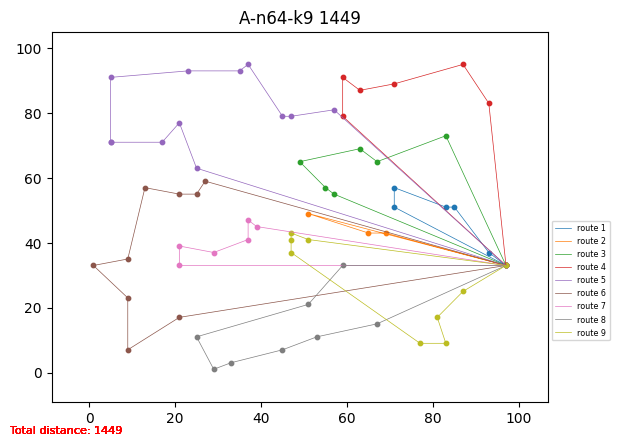 A-n64-k9 1449
100
80
60
40
20
0
0 20 40 60 80 100
route 1
route 2
route 3
route 4
route 5
route 6
route 7
route 8
route 9
Total distance: 1449